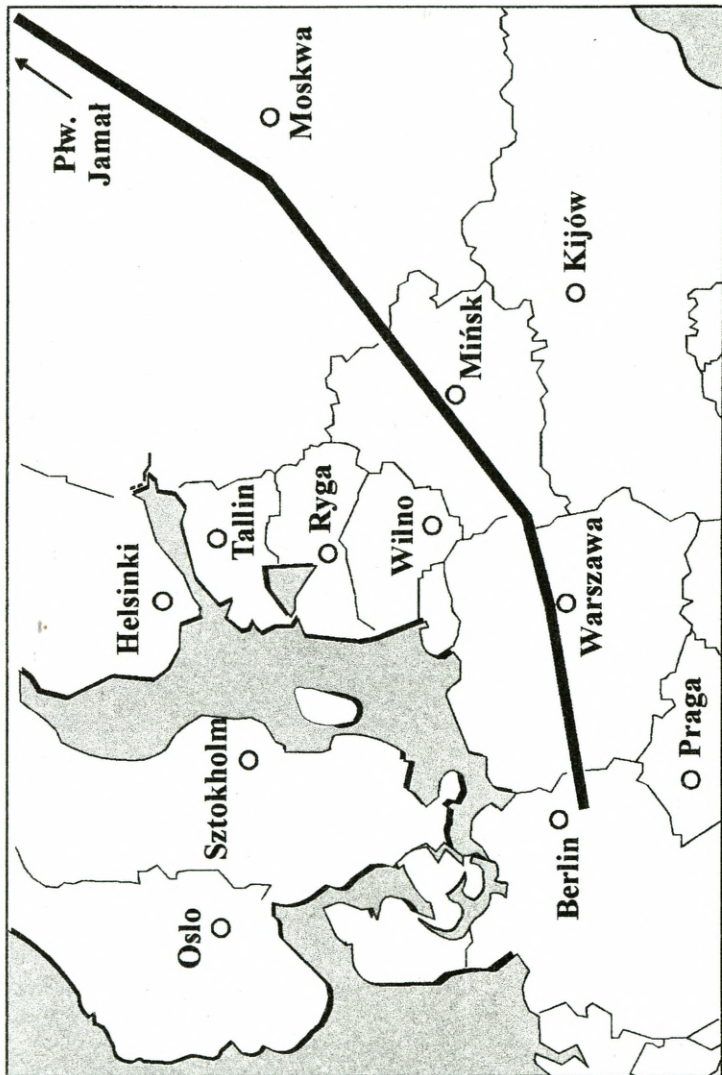 Płw.
Jamał
Moskwa
Helsinki
Tallin
Ryga
Sztokholm
Oslo
Wilno
Mińsk
Kijów
Warszawa
Berlin
Praga